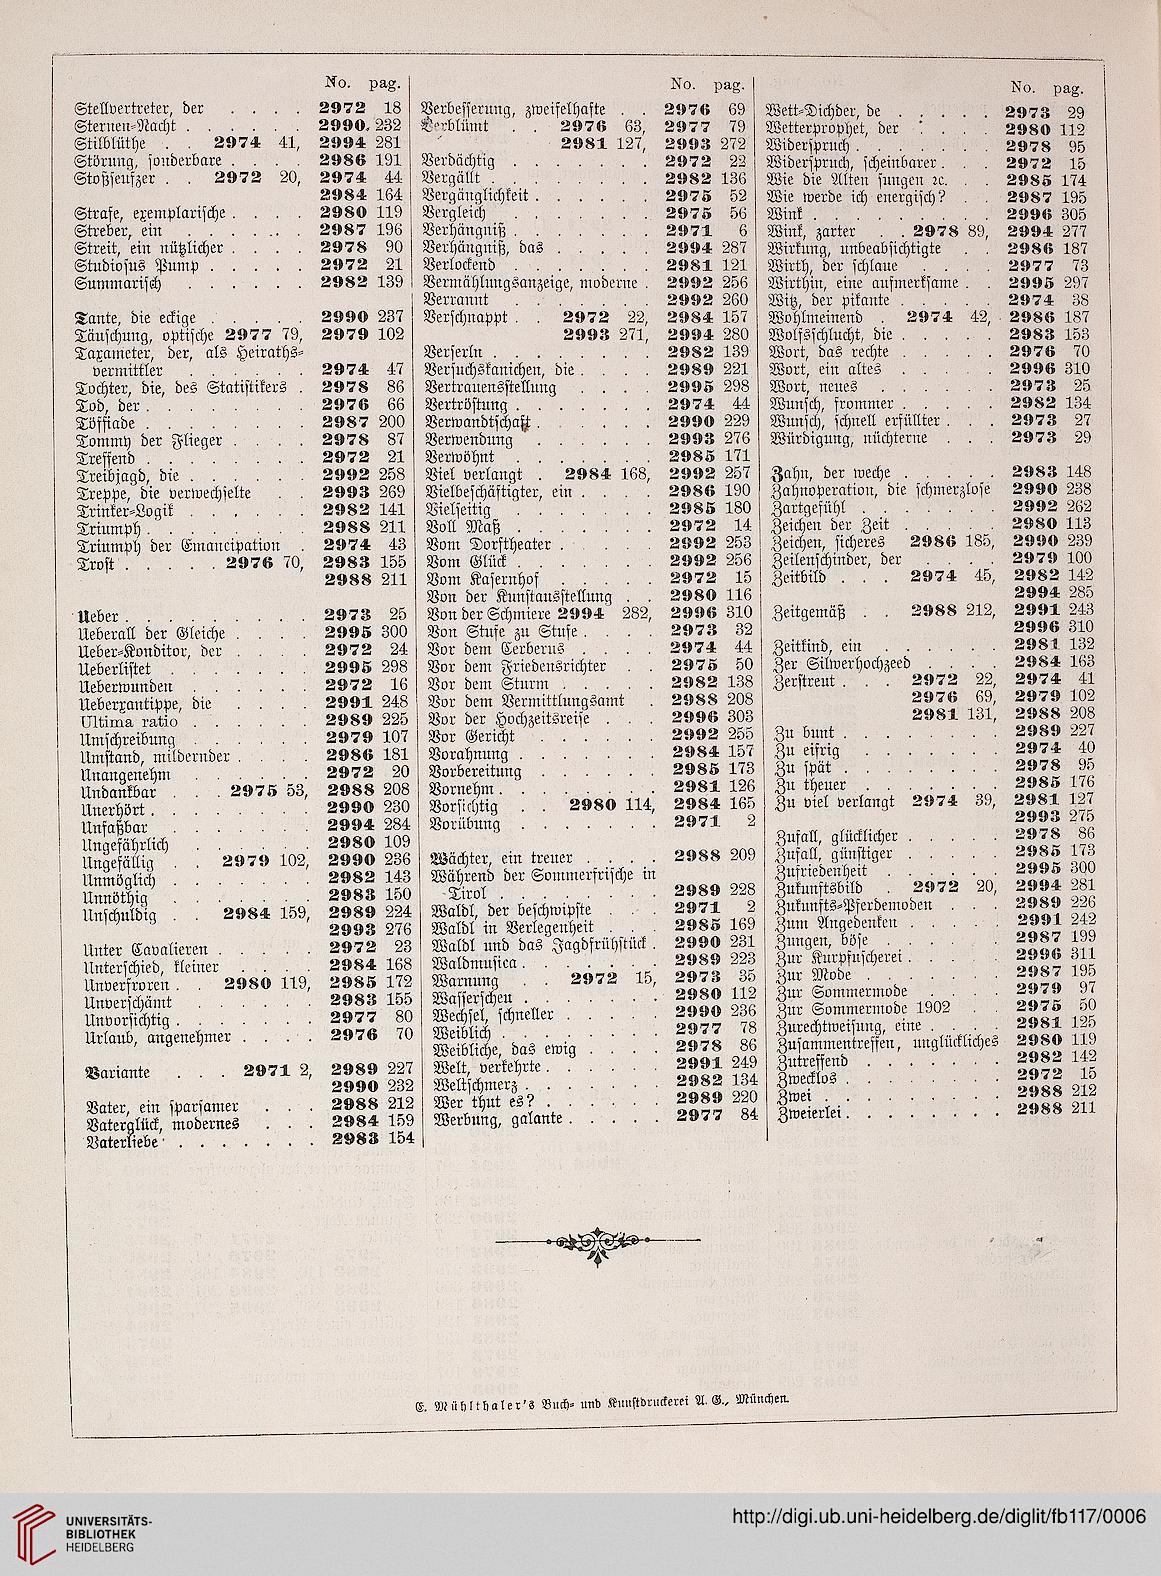 No. pag.
Stellvertreter, der . . . . 2972 18
Sternen-Nacht . . . . . . 2990. 232
Stilblüthe . . 2974 41, 2994 281
Störung, sonderbare . . . . 2986 191
Stoßseufzer . . 2972 20, 2974 44
2984 164
Strafe, exemplarische . . . . 2980 119
Streber, ein . . . . . . 2987 196
Streit, ein nützlicher . . . . 2978 90
Studiosus Pump . . . . . 2972 21
Summarisch . . . . . . 2982 139
Tante, die eckige . . . . . 2990 237
Täuschung, optische 2977 79, 2979 102
Taxameter, der, als Heiraths-
vermittler . . . . . . 2974 47
Tochter, die, des Statistikers . 2978 86
Tod, der . . . . . . . 2976 66
Töffiade . . . . . . . 2987 200
Tommy der Flieger . . . . 2978 87
Treffend . . . . . . . 2972 21
Treibjagd, die . . . . . . 2992 258
Treppe, die verwechselte . . 2993 269
Trinker-Logik . . . . . . 2982 141
Triumph . . . . . . . 2988 211
Triumph der Emancipation . 2974 43
Trost . . . . . 2976 70, 2983 155
2988 211
Ueber . . . . . . . . 2973 25
Ueberall der Gleiche . . . . 2995 300
Ueber-Konditor, der . . . . 2972 24
Ueberlistet . . . . . . . 2995 298
Ueberwunden . . . . . . 2972 16
Ueberxantippe, die . . . . 2991 248
Ultima ratio . . . . . . 2989 225
Umschreibung . . . . . . 2979 107
Umstand, mildernder . . . . 2986 181
Unangenehm . . . . . . 2972 20
Undankbar . . . 2975 53, 2988 208
Unerhört . . . . . . . 2990 230
Unfaßbar . . . . . . . 2994 284
Ungefährlich . . . . . . 2980 109
Ungefällig . . 2979 102, 2990 236
Unmöglich . . . . . . . 2982 143
Unnöthig . . . . . . . 2983 150
Unschuldig . . 2984 159, 2989 224
2993 276
Unter Cavalieren . . . . . 2972 23
Unterschied, kleiner . . . . 2984 168
Unverfroren . . 2980 119, 2985 172
Unverschämt . . . . . . 2983 155
Unvorsichtig . . . . . . . 2977 80
Urlaub, angenehmer . . . . 2976 70
Variante . . . 2971 2, 2989 227
2990 232
Vater, ein sparsamer . . . 2988 212
Vaterglück, modernes . . . 2984 159
Vaterliebe . . . . . . . 2983 154
No. pag.
Verbesserung, zweifelhafte . . 2976 69
Verblümt . . 2976 63, 2977 79
2981 127, 2993 272
Verdächtig . . . . . . . 2972 22
Vergällt . . . . . . . 2982 136
Vergänglichkeit . . . . . . 2975 52
Vergleich . . . . . . . 2975 56
Verhängniß . . . . . . . 2971 6
Verhängniß, das . . . . . 2994 287
Verlockend . . . . . . . 2981 121
Vermählungsanzeige, moderne . 2992 256
Verrannt . . . . . . . 2992 260
Verschnappt . . 2972 22, 2984 157
2993 271, 2994 280
Verserln . . . . . . . . 2982 139
Versuchskanichen, die . . . . 2989 221
Vertrauensstellung . . . . 2995 298
Vertröstung . . . . . . . 2974 44
Verwandtschaft . . . . . . 2990 229
Verwendung . . . . . . 2993 276
Verwöhnt . . . . . . . 2985 171
Viel verlangt . 2984 168, 2992 257
Vielbeschäftigter, ein . . . . 2986 190
Vielseitig . . . . . . . 2985 180
Voll Maß . . . . . . . 2972 14
Vom Dorftheater . . . . . 2992 253
Vom Glück . . . . . . . 2992 256
Vom Kasernhof . . . . . 2972 15
Von der Kunstausstellung . . 2980 116
Von der Schmiere 2994 282, 2996 310
Von Stufe zu Stufe . . . . 2973 32
Vor dem Cerberus . . . . 2974 44
Vor dem Friedensrichter . . 2975 50
Vor dem Sturm . . . . . 2982 138
Vor dem Vermittlungsamt . 2988 208
Vor der Hochzeitsreise . . . 2996 303
Vor Gericht . . . . . . 2992 255
Vorahnung . . . . . . . 2984 157
Vorbereitung . . . . . . 2985 173
Vornehm . . . . . . . . 2981 126
Vorsichtig . . 2980 114, 2984 165
Vorübung . . . . . . . 2971 2
Wächter, ein treuer . . . . 2988 209
Während der Sommerfrische in
Tirol . . . . . . . . 2989 228
Waldl, der beschwipste . . . 2971 2
Waldl in Verlegenheit . . . 2985 169
Waldl und das Jagdfrühstück . 2990 231
Waldmusica . . . . . . . 2989 223
Warnung . . 2972 15, 2973 35
Wasserscheu . . . . . . . 2980 112
Wechsel, schneller . . . . . 2990 236
Weiblich . . . . . . . . 2977 78
Weibliche, das ewig . . . . 2978 86
Welt, verkehrte . . . . . . 2991 249
Weltschmerz . . . . . . . 2982 134
Wer thut es? . . . . . . 2989 220
Werbung, galante . . . . . 2977 84
No. pag.
Wett-Dichder, de . . . . . 2973 29
Wetterprophet, der . . . . 2980 112
Widerspruch . . . . . . . 2978 95
Widerspruch, scheinbarer . . . 2972 15
Wie die Alten sungen ꝛc. . . 2985 174
Wie werde ich energisch? . . 2987 195
Wink . . . . . . . . . 2996 305
Wink, zarter . . 2978 89, 2994 277
Wirkung, unbeabsichtigte . . 2986 187
Wirth, der schlaue . . . . 2977 73
Wirthin, eine aufmerksame . . 2995 297
Witz, der pikante . . . . . 2974 38
Wohlmeinend . 2974 42, 2986 187
Wolfsschlucht, die . . . . . 2983 153
Wort, das rechte . . . . . 2976 70
Wort, ein altes . . . . . 2996 310
Wort, neues . . . . . . 2973 25
Wunsch, frommer . . . . . 2982 134
Wunsch, schnell erfüllter . . . 2973 27
Würdigung, nüchterne . . . 2973 29
Zahn, der weche . . . . . 2983 148
Zahnoperation, die schmerzlose 2990 238
Zartgefühl . . . . . . . 2992 262
Zeichen der Zeit . . . . . 2980 113
Zeichen, sicheres 2986 185, 2990 239
Zeilenschinder, der . . . . 2979 100
Zeitbild . . . 2974 45, 2982 142
2994 285
Zeitgemäß . . 2988 212, 2991 243
2996 310
Zeitkind, ein . . . . . . 2981 132
Zer Silwerhochzeed . . . . 2984 163
Zerstreut . . . 2972 22, 2974 41
2976 69, 2979 102
2981 131, 2988 208
Zu bunt . . . . . . . . 2989 227
Zu eifrig . . . . . . . 2974 40
Zu spät . . . . . . . . 2978 95
Zu theuer . . . . . . . 2985 176
Zu viel verlangt 2974 39, 2981 127
2993 275
Zufall, glücklicher . . . . . 2978 86
Zufall, günstiger . . . . . 2985 173
Zufriedenheit . . . . . . 2995 300
Zukunftsbild . 2972 20, 2994 281
Zukunfts-Pferdemoden . . . 2989 226
Zum Angedenken . . . . . 2991 242
Zungen, böse . . . . . . 2987 199
Zur Kurpfuscherei . . . . . 2996 311
Zur Mode . . . . . . . 2987 195
Zur Sommermode . . . . 2979 97
Zur Sommermode 1902 . . 2975 50
Zurechtweisung, eine . . . . 2981 125
Zusammentreffen, unglückliches 2980 119
Zutreffend . . . . . . . 2982 142
Zwecklos . . . . . . . . 2972 15
Zwei . . . . . . . . . 2988 212
Zweierlei . . . . . . . . 2988 211
E. Mühlthaler's Buch- und Kunstdruckerei A. G., München.
UNIVERSITÄTS-
BIBLIOTHEK
HEIDELBERG
http://digi.ub.uni-heidelberg.de/diglit/fb117/0006